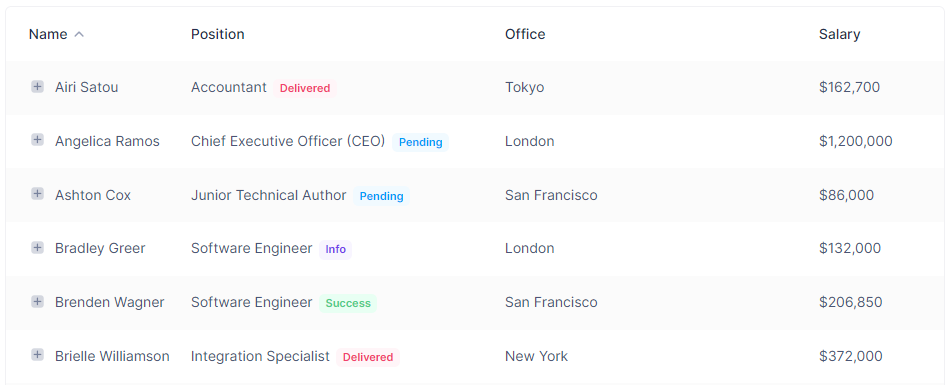 Name Position Office Salary
Airi Satou Accountant Delivered Tokyo $162,700
Angelica Ramos Chief Executive Officer (CEO) Pending London $1,200,000
Ashton Cox Junior Technical Author Pending San Francisco $86,000
Bradley Greer Software Engineer Info London $132,000
Brenden Wagner Software Engineer Success San Francisco $206,850
Brielle Williamson Integration Specialist Delivered New York $372,000